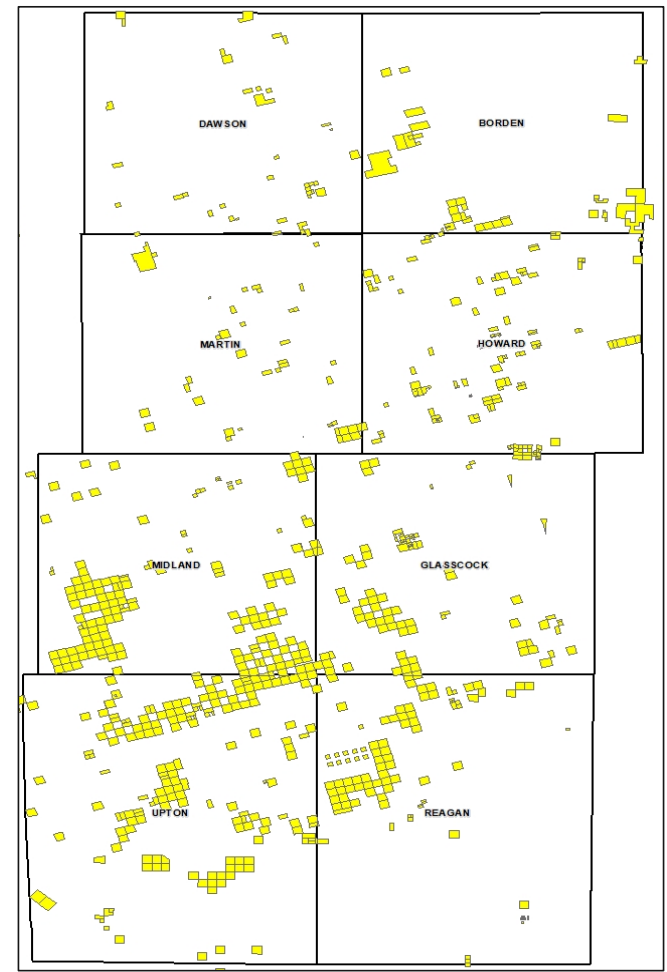 DAWSON
BORDEN
MARTIN
HOWARD
MIDLAND
GLASSCOCK
UPTON
REAGAN